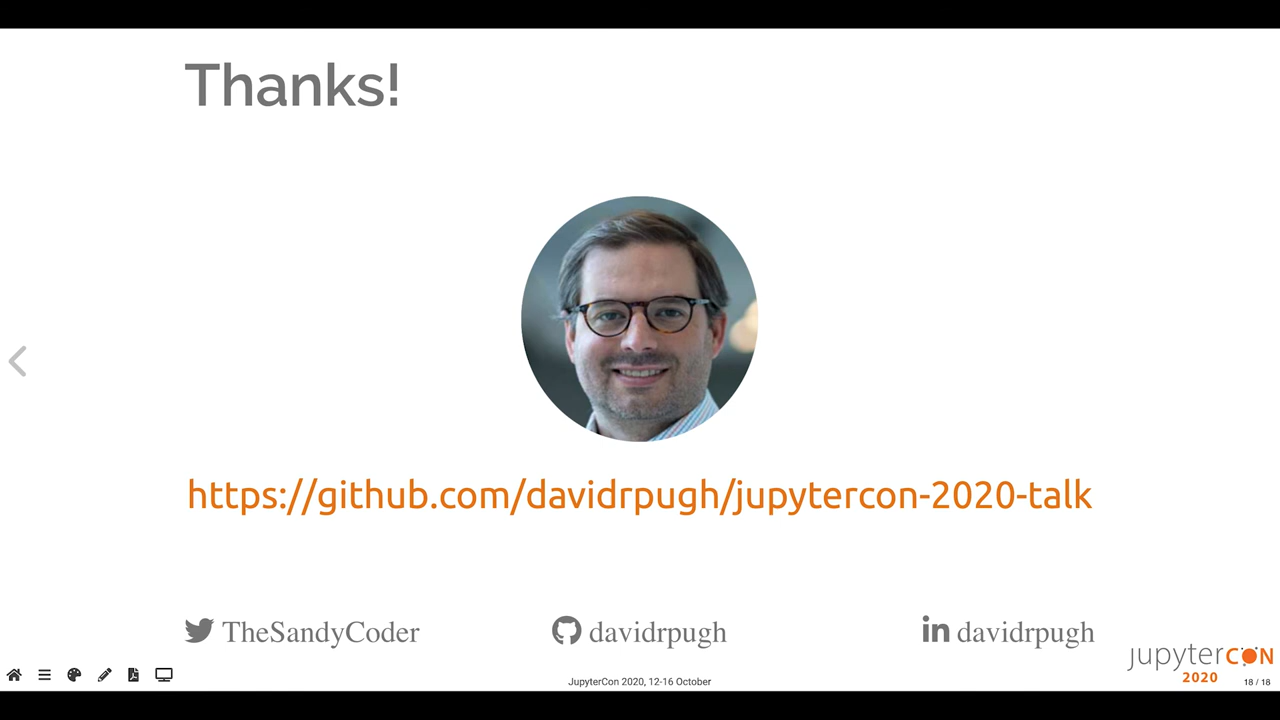 Thanks!
https://github.com/davidrpugh/jupytercon-2020-talk
TheSandyCoder
davidrpugh
davidrpugh
JupyterCon 2020, 12-16 October
jupytercon
2020
18 / 18